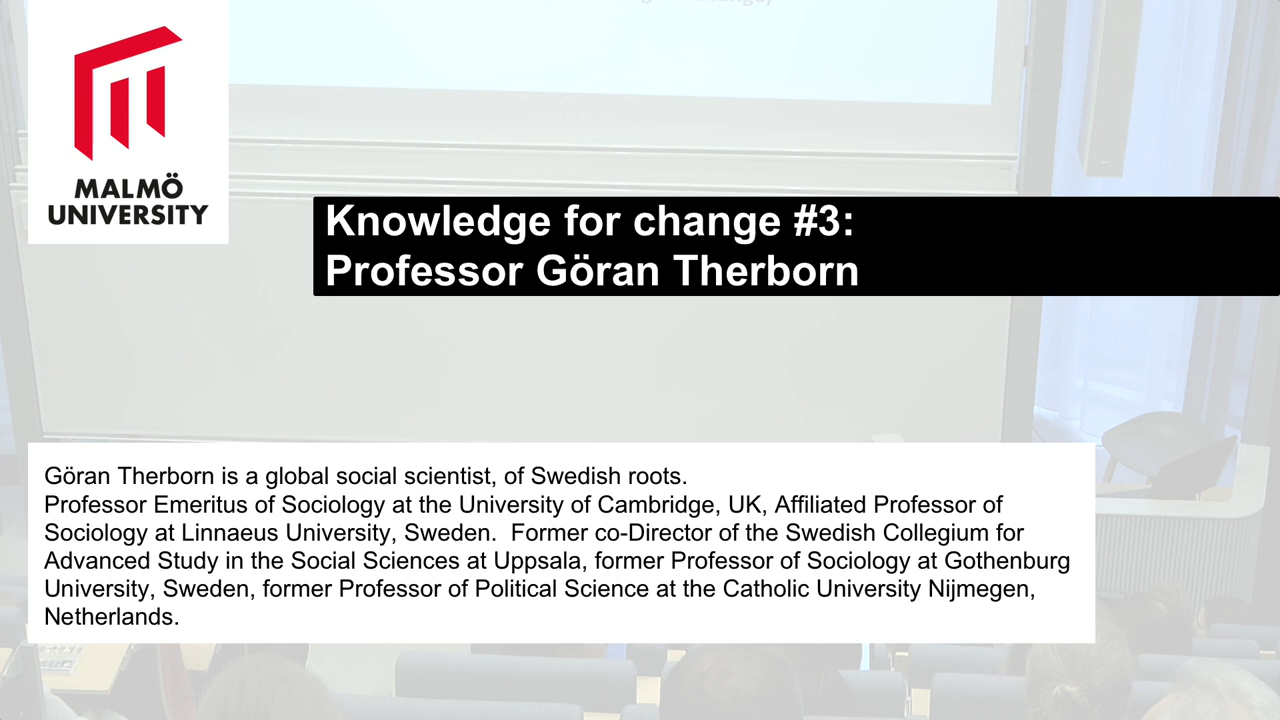 MALMÖ
UNIVERSITY
Knowledge for change #3:
Professor Göran Therborn
Göran Therborn is a global social scientist, of Swedish roots.
Professor Emeritus of Sociology at the University of Cambridge, UK, Affiliated Professor of
Sociology at Linnaeus University, Sweden.  Former co-Director of the Swedish Collegium for
Advanced Study in the Social Sciences at Uppsala, former Professor of Sociology at Gothenburg
University, Sweden, former Professor of Political Science at the Catholic University Nijmegen,
Netherlands.